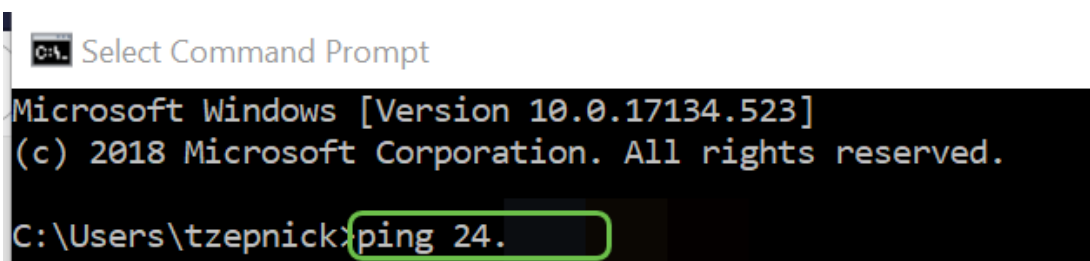 C:\. Select Command Prompt
Microsoft Windows [Version 10.0.17134.523]
(c) 2018 Microsoft Corporation. All rights reserved.
C:\Users\tzepnick>ping 24.